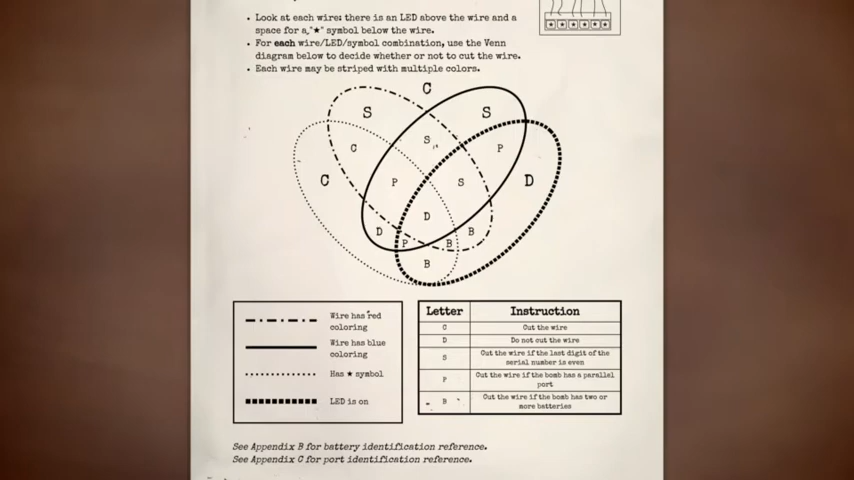 • Look at each wire: there is an LED above the wire and a
space for a "★" symbol below the wire.
• For each wire/LED/symbol combination, use the Venn
diagram below to decide whether or not to cut the wire.
• Each wire may be striped with multiple colors.
C
S S
C S P
C P S D
D D B
P B
B
Wire has red
coloring
Wire has blue
coloring
Has ★ symbol
LED is on
Letter Instruction
C Cut the wire
D Do not cut the wire
S Cut the wire if the last digit of the
serial number is even
P Cut the wire if the bomb has a parallel
port
B Cut the wire if the bomb has two or
more batteries
See Appendix B for battery identification reference.
See Appendix C for port identification reference.